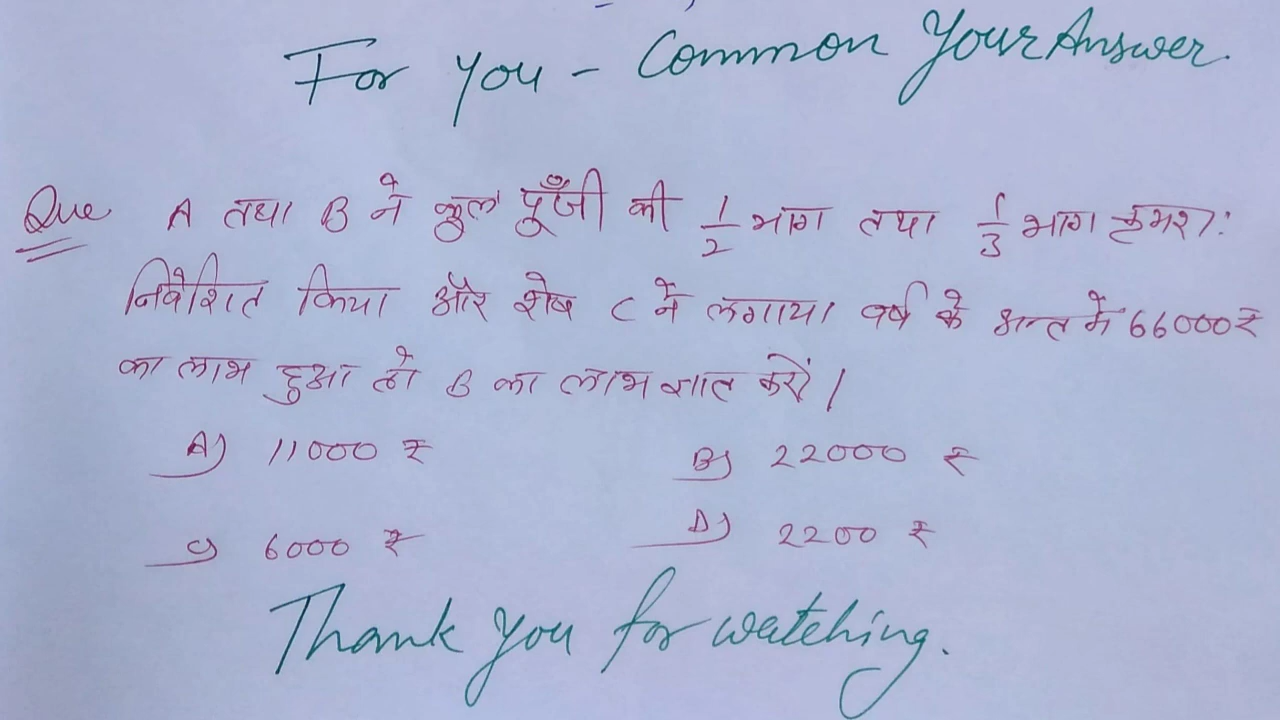 For you - Common Your Answer.
Que A तथा B ने कुल पूँजी की 1/2 भाग तथा 1/3 भाग क्रमशः
निवेशित किया और शेष C ने लगाया। वर्ष के अन्त में 66000₹
का लाभ हुआ तो B का लाभ ज्ञात करों।
A) 11000 ₹ B) 22000 ₹
C) 6000 ₹ D) 2200 ₹
Thank you for watching.